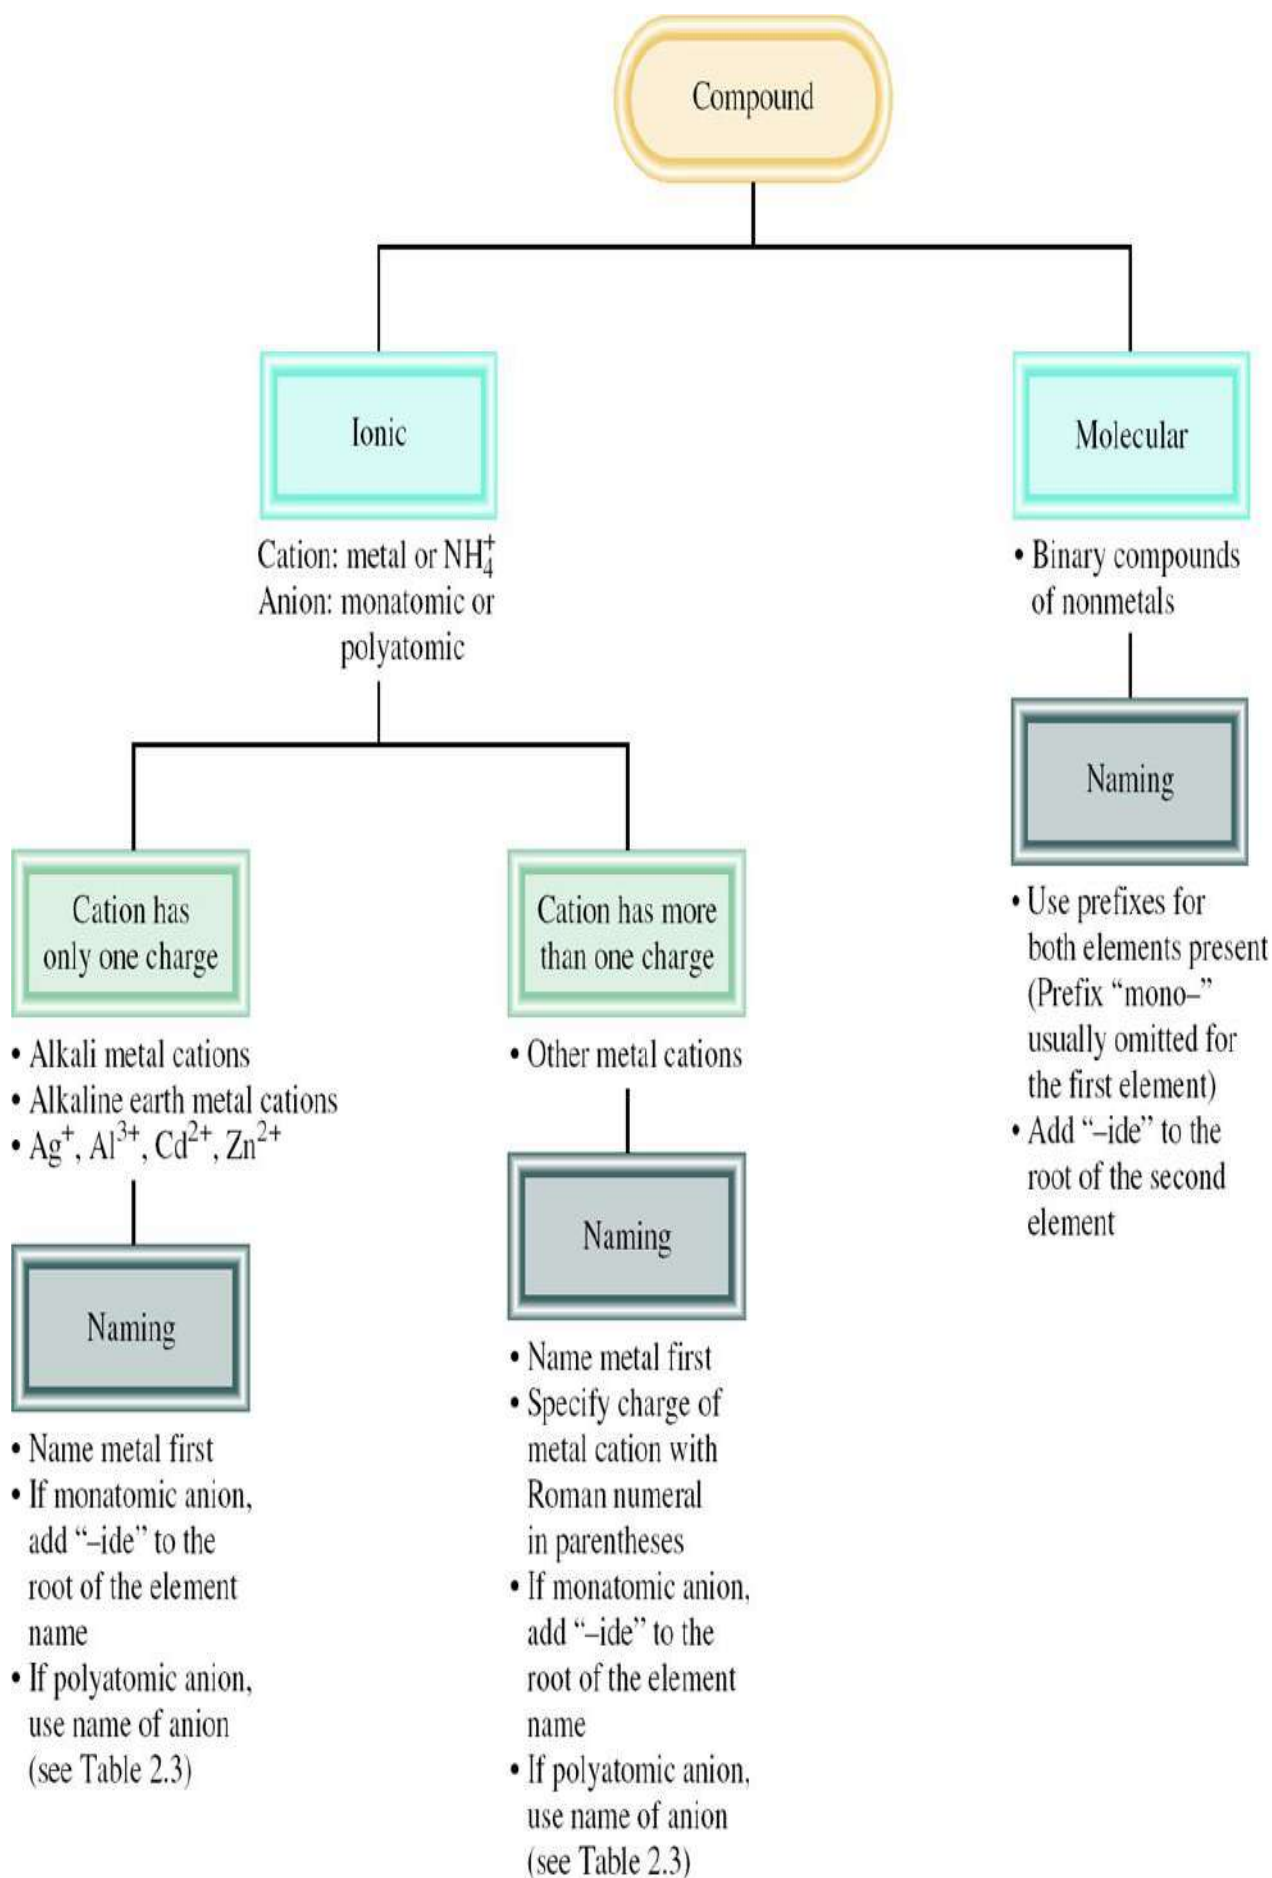 Compound
Ionic
Cation: metal or NH₄⁺
Anion: monatomic or
polyatomic
Cation has
only one charge
• Alkali metal cations
• Alkaline earth metal cations
• Ag⁺, Al³⁺, Cd²⁺, Zn²⁺
Naming
• Name metal first
• If monatomic anion,
add “–ide” to the
root of the element
name
• If polyatomic anion,
use name of anion
(see Table 2.3)
Cation has more
than one charge
• Other metal cations
Naming
• Name metal first
• Specify charge of
metal cation with
Roman numeral
in parentheses
• If monatomic anion,
add “–ide” to the
root of the element
name
• If polyatomic anion,
use name of anion
(see Table 2.3)
Molecular
• Binary compounds
of nonmetals
Naming
• Use prefixes for
both elements present
(Prefix “mono–”
usually omitted for
the first element)
• Add “–ide” to the
root of the second
element